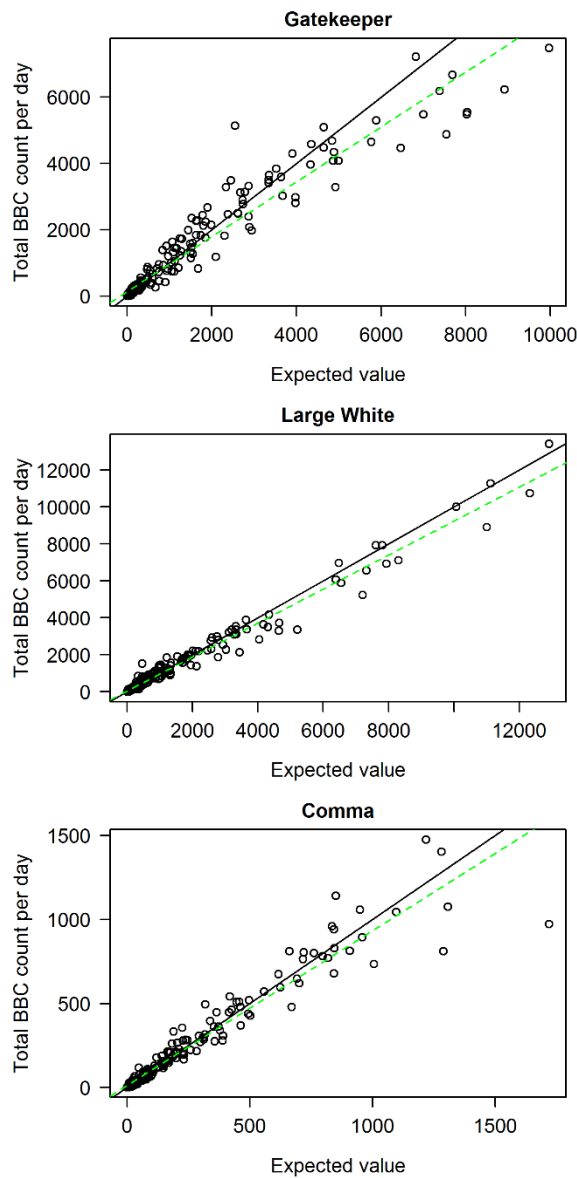 Gatekeeper
Total BBC count per day
6000
4000
2000
0
0 2000 4000 6000 8000 10000
Expected value
Large White
Total BBC count per day
12000
10000
8000
6000
4000
2000
0
0 2000 4000 6000 8000 12000
Expected value
Comma
Total BBC count per day
1500
1000
500
0
0 500 1000 1500
Expected value